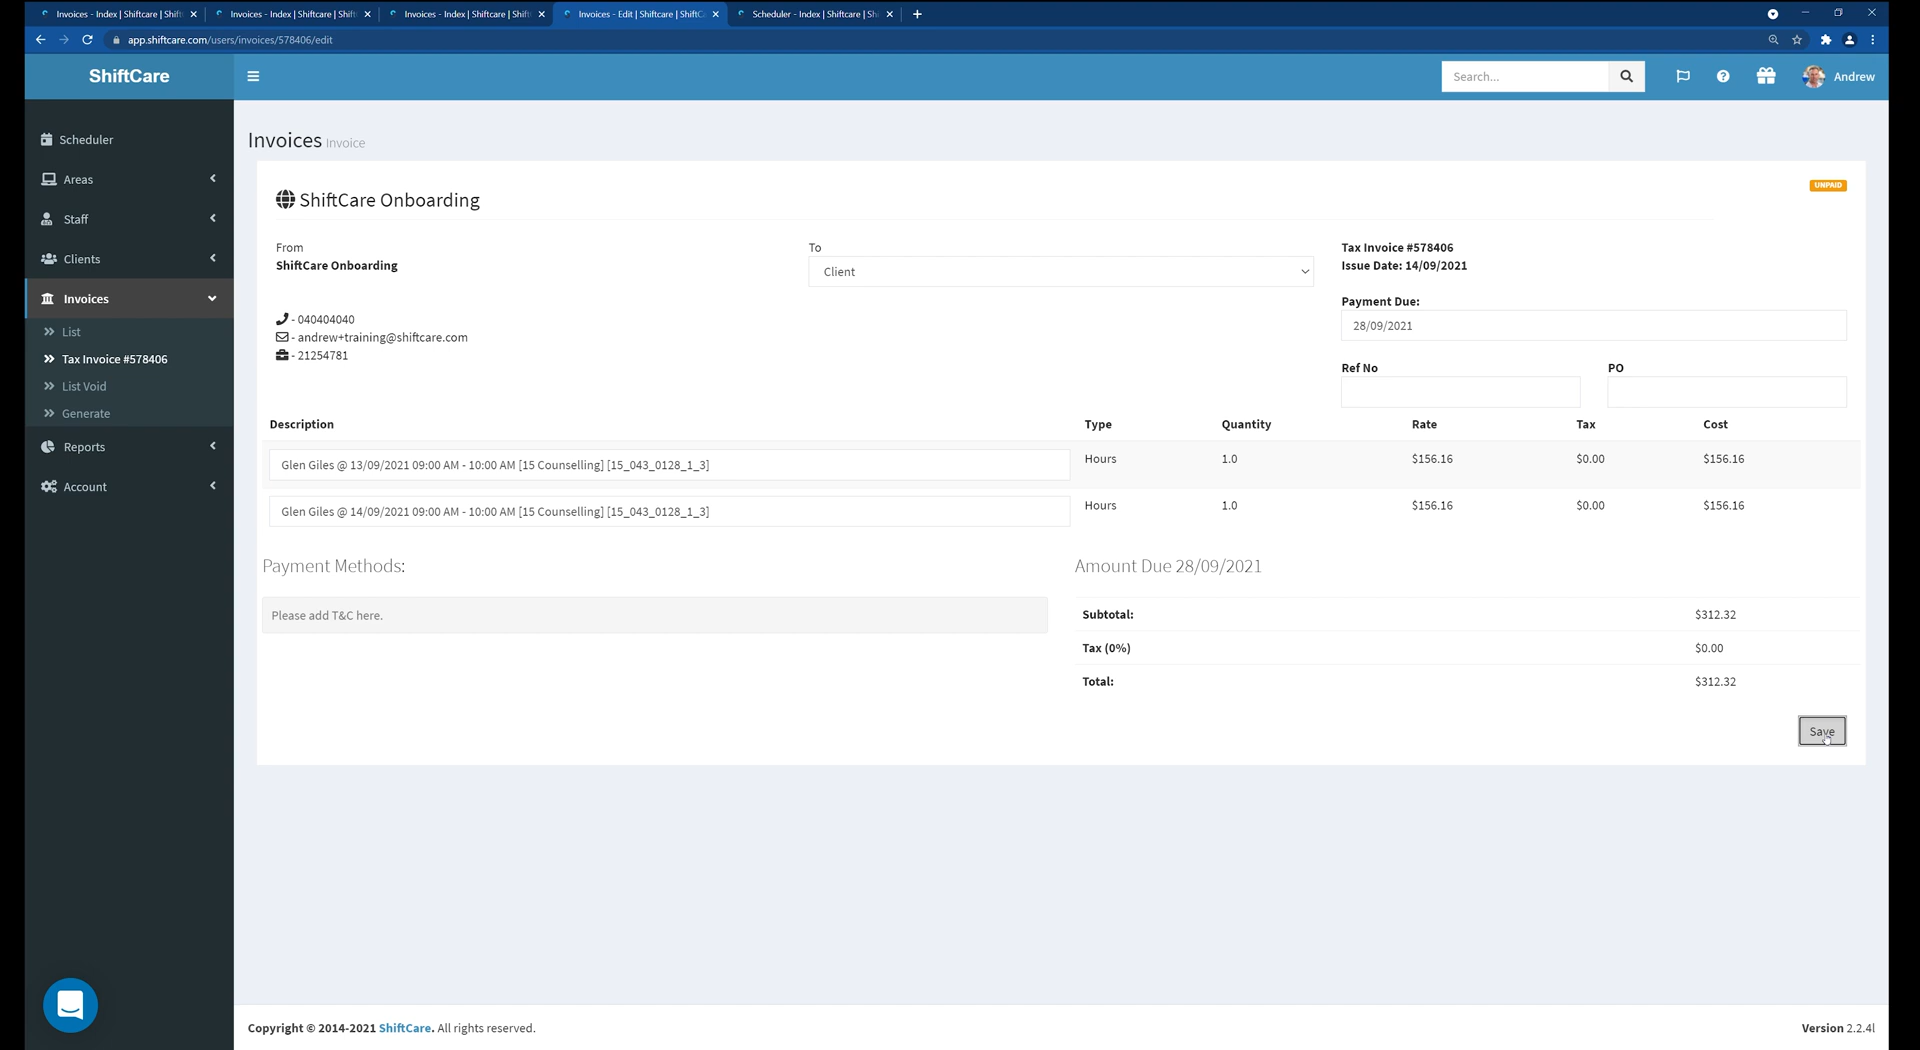 Invoices - Index | Shiftcare | Shift
Invoices - Index | Shiftcare | Shift
Invoices - Index | Shiftcare | Shift
Invoices - Edit | Shiftcare | ShiftC
Scheduler - Index | Shiftcare | Shi
app.shiftcare.com/users/invoices/578406/edit
ShiftCare
Search...
Andrew
Scheduler
Areas
Staff
Clients
Invoices
List
Tax Invoice #578406
List Void
Generate
Reports
Account
Invoices Invoice
ShiftCare Onboarding
UNPAID
From
ShiftCare Onboarding
- 040404040
- andrew+training@shiftcare.com
- 21254781
To
Client
Tax Invoice #578406
Issue Date: 14/09/2021
Payment Due:
28/09/2021
Ref No PO
Description Type Quantity Rate Tax Cost
Glen Giles @ 13/09/2021 09:00 AM - 10:00 AM [15 Counselling] [15_043_0128_1_3] Hours 1.0 $156.16 $0.00 $156.16
Glen Giles @ 14/09/2021 09:00 AM - 10:00 AM [15 Counselling] [15_043_0128_1_3] Hours 1.0 $156.16 $0.00 $156.16
Payment Methods:
Please add T&C here.
Amount Due 28/09/2021
Subtotal: $312.32
Tax (0%) $0.00
Total: $312.32
Save
Copyright © 2014-2021 ShiftCare. All rights reserved.
Version 2.2.4l